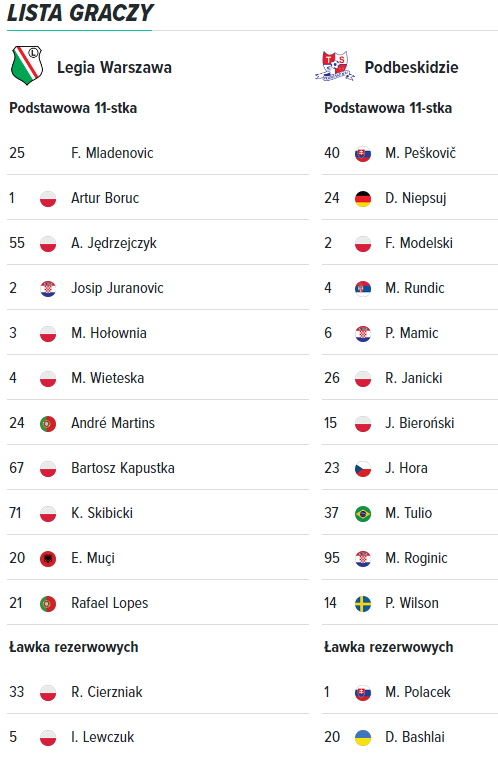 LISTA GRACZY
Legia Warszawa
Podstawowa 11-stka
25 F. Mladenovic
1 Artur Boruc
55 A. Jędrzejczyk
2 Josip Juranovic
3 M. Hołownia
4 M. Wieteska
24 André Martins
67 Bartosz Kapustka
71 K. Skibicki
20 E. Muçi
21 Rafael Lopes
Ławka rezerwowych
33 R. Cierzniak
5 I. Lewczuk
Podbeskidzie
Podstawowa 11-stka
40 M. Peškovič
24 D. Niepsuj
2 F. Modelski
4 M. Rundic
6 P. Mamic
26 R. Janicki
15 J. Bieroński
23 J. Hora
37 M. Tulio
95 M. Roginic
14 P. Wilson
Ławka rezerwowych
1 M. Polacek
20 D. Bashlai